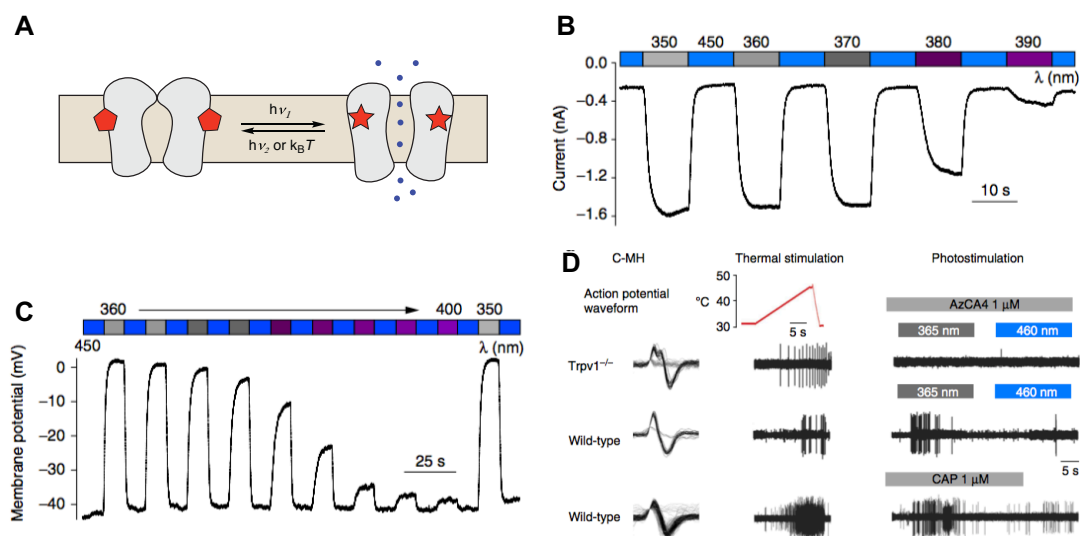 A
hν1
hν2 or kBT
B
350 450 360 370 380 390
λ (nm)
0.0
−0.4
−0.8
−1.2
−1.6
Current (nA)
10 s
C
360 400 350
450 λ (nm)
0
−10
−20
−30
−40
Membrane potential (mV)
25 s
D
C-MH Thermal stimulation Photostimulation
Action potential
waveform
°C
50
40
30
5 s
AzCA4 1 μM
365 nm 460 nm
Trpv1−/−
365 nm 460 nm
Wild-type
5 s
CAP 1 μM
Wild-type